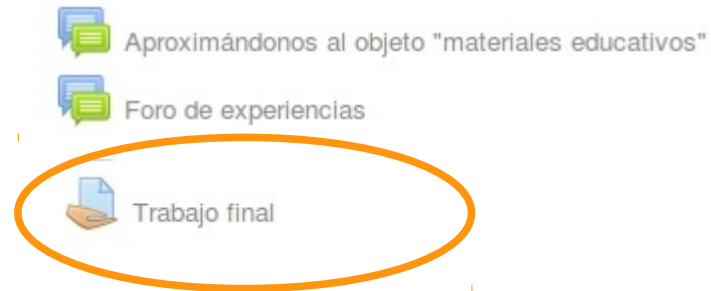 Aproximándonos al objeto "materiales educativos"
Foro de experiencias
Trabajo final